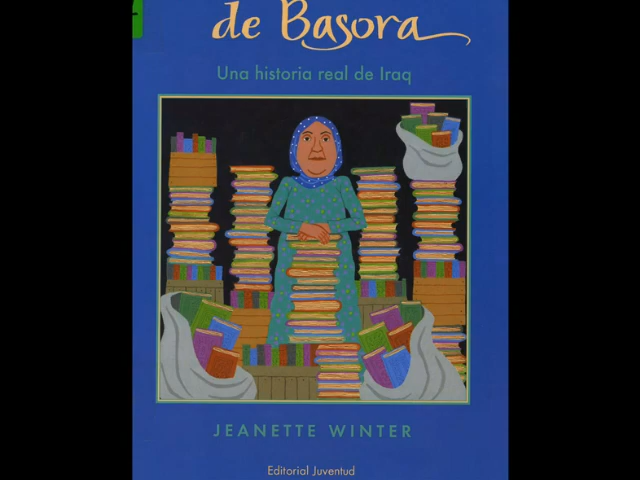 de Basora
Una historia real de Iraq
JEANETTE WINTER
Editorial Juventud